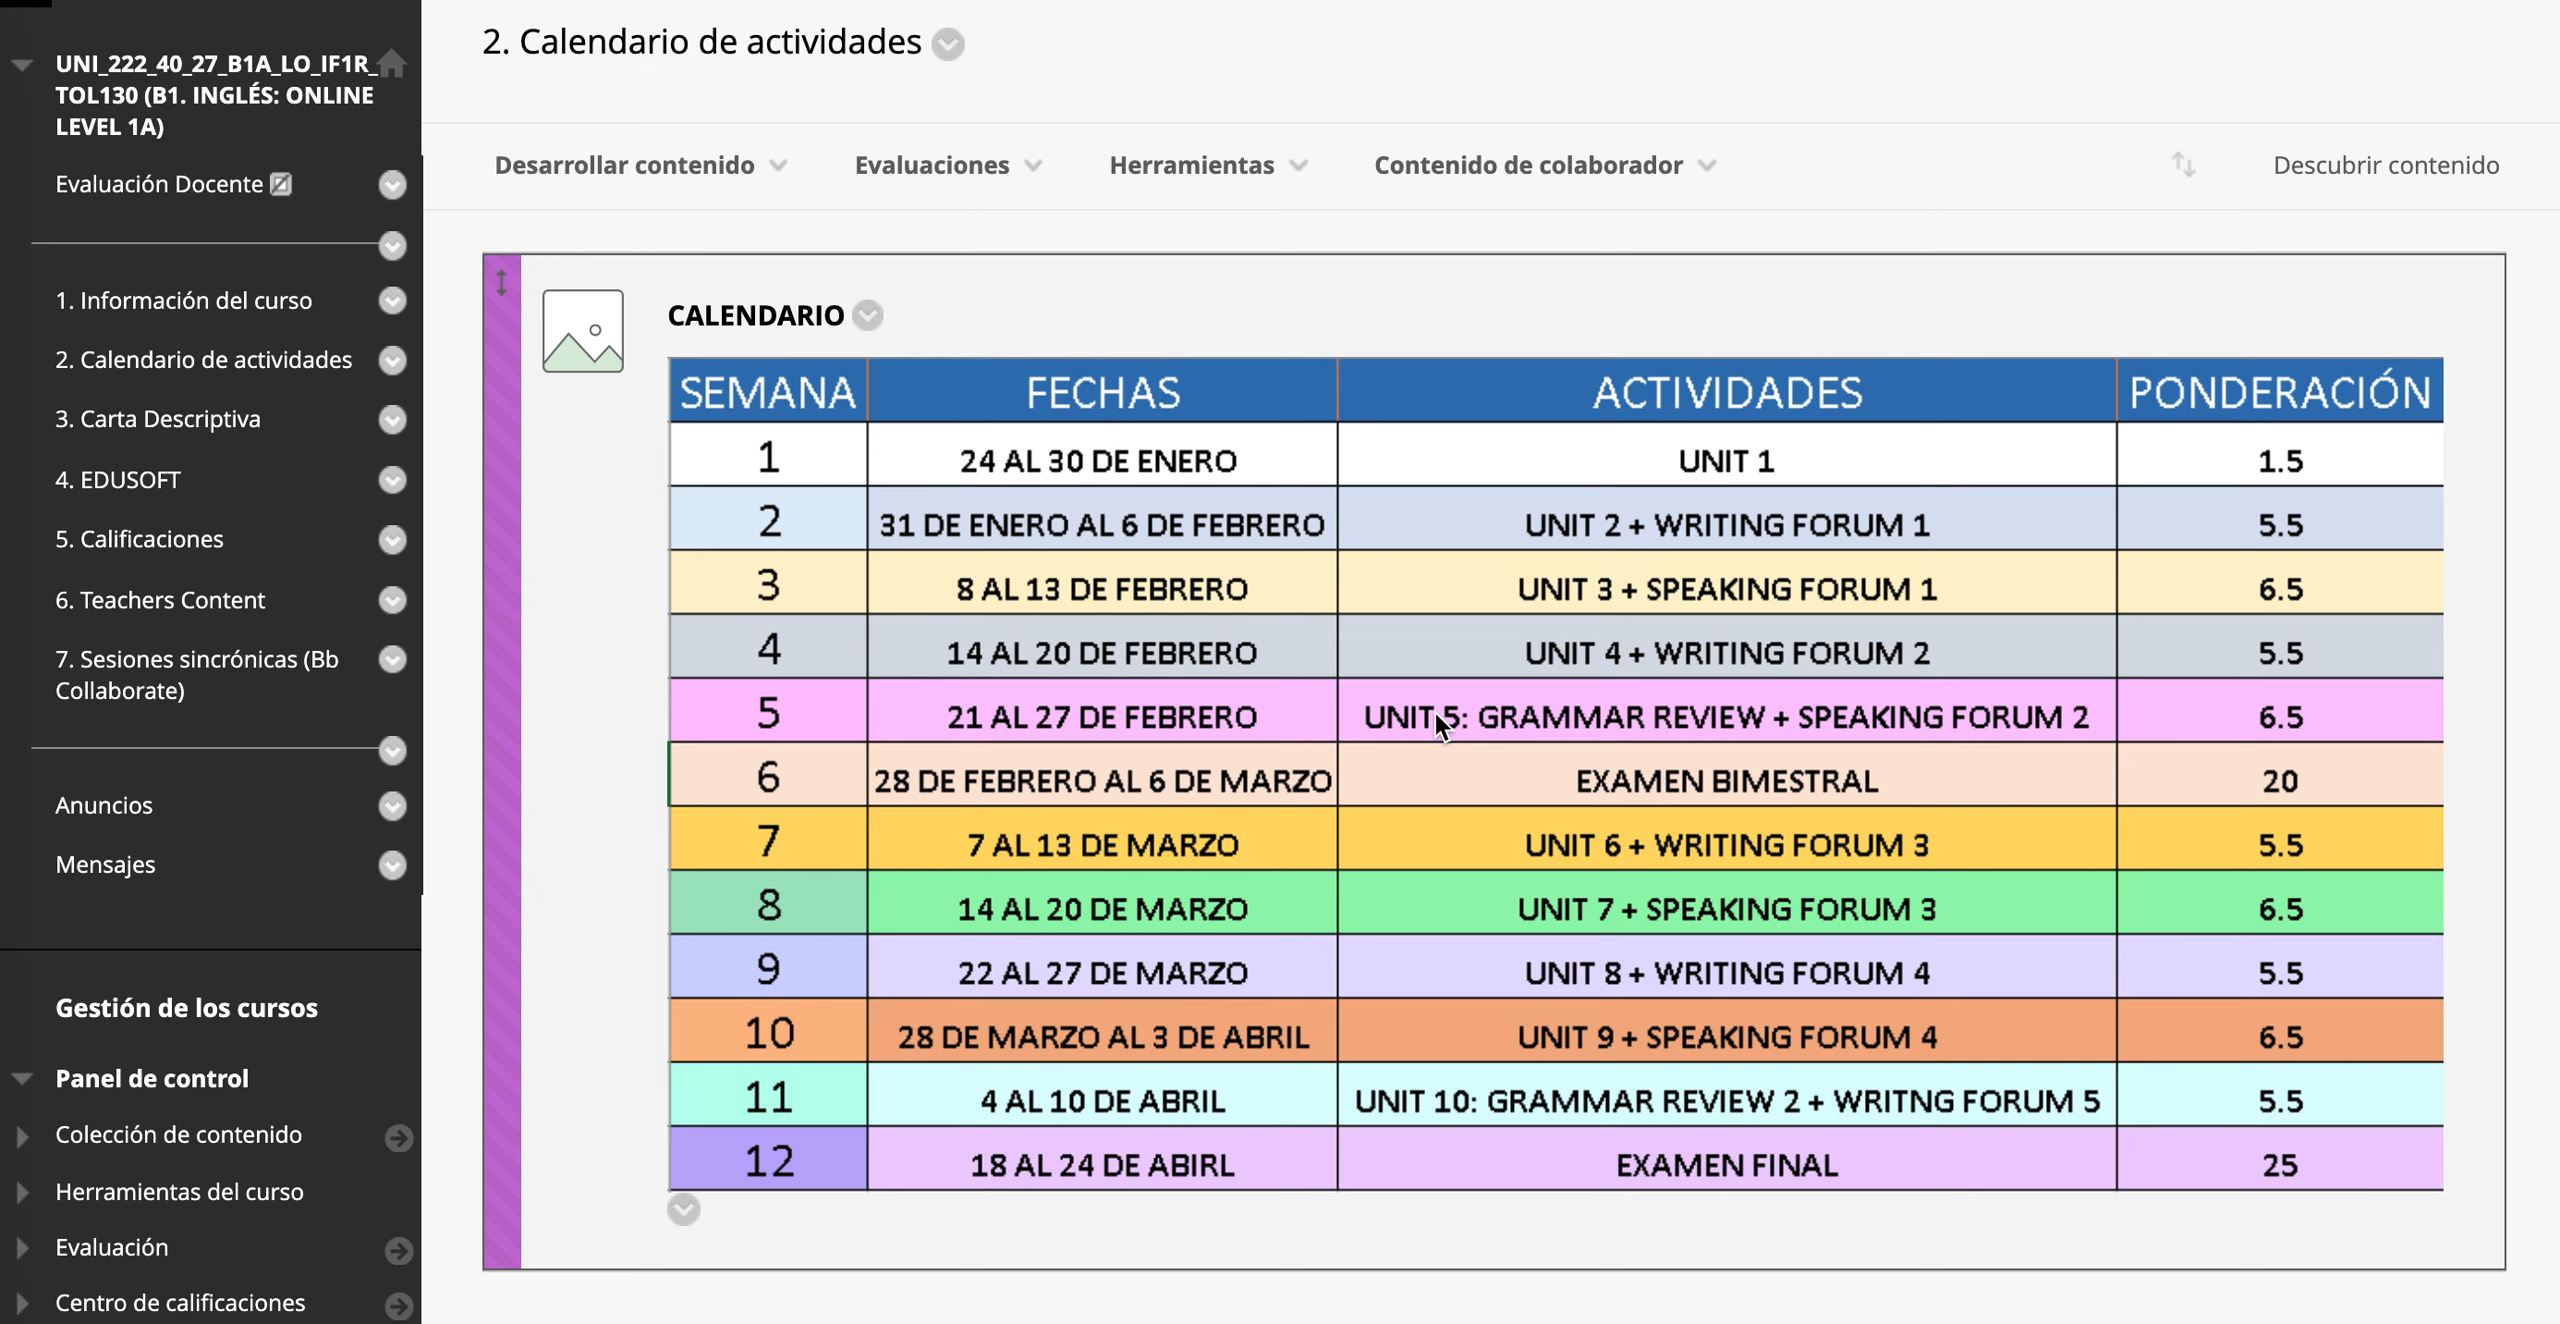 UNI_222_40_27_B1A_LO_IF1R_
TOL130 (B1. INGLÉS: ONLINE
LEVEL 1A)
Evaluación Docente
1. Información del curso
2. Calendario de actividades
3. Carta Descriptiva
4. EDUSOFT
5. Calificaciones
6. Teachers Content
7. Sesiones sincrónicas (Bb
Collaborate)
Anuncios
Mensajes
Gestión de los cursos
Panel de control
Colección de contenido
Herramientas del curso
Evaluación
Centro de calificaciones
2. Calendario de actividades
Desarrollar contenido Evaluaciones Herramientas Contenido de colaborador Descubrir contenido
CALENDARIO
SEMANA FECHAS ACTIVIDADES PONDERACIÓN
1 24 AL 30 DE ENERO UNIT 1 1.5
2 31 DE ENERO AL 6 DE FEBRERO UNIT 2 + WRITING FORUM 1 5.5
3 8 AL 13 DE FEBRERO UNIT 3 + SPEAKING FORUM 1 6.5
4 14 AL 20 DE FEBRERO UNIT 4 + WRITING FORUM 2 5.5
5 21 AL 27 DE FEBRERO UNIT 5: GRAMMAR REVIEW + SPEAKING FORUM 2 6.5
6 28 DE FEBRERO AL 6 DE MARZO EXAMEN BIMESTRAL 20
7 7 AL 13 DE MARZO UNIT 6 + WRITING FORUM 3 5.5
8 14 AL 20 DE MARZO UNIT 7 + SPEAKING FORUM 3 6.5
9 22 AL 27 DE MARZO UNIT 8 + WRITING FORUM 4 5.5
10 28 DE MARZO AL 3 DE ABRIL UNIT 9 + SPEAKING FORUM 4 6.5
11 4 AL 10 DE ABRIL UNIT 10: GRAMMAR REVIEW 2 + WRITNG FORUM 5 5.5
12 18 AL 24 DE ABIRL EXAMEN FINAL 25